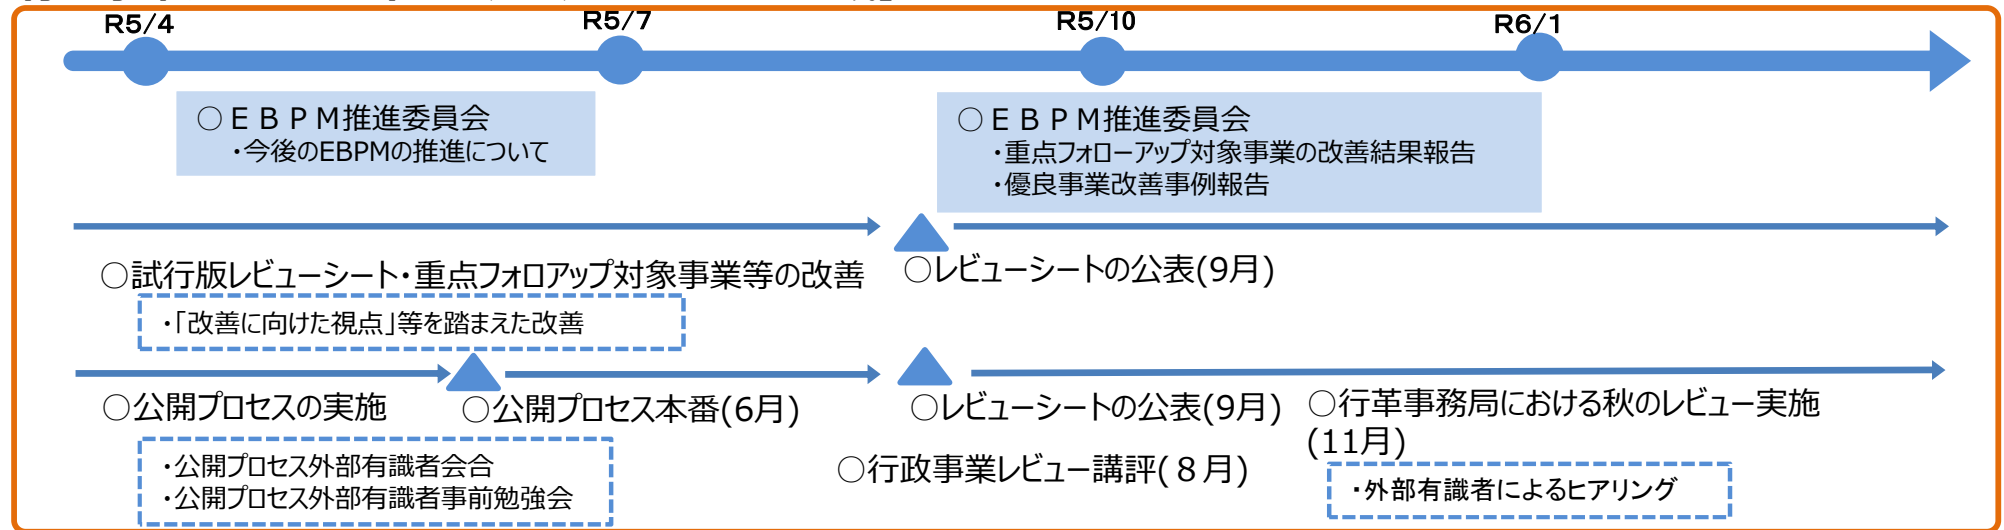 R5/4
R5/7
R5/10
R6/1
○ＥＢＰＭ推進委員会
・今後のEBPMの推進について
○ＥＢＰＭ推進委員会
・重点フォローアップ対象事業の改善結果報告
・優良事業改善事例報告
○試行版レビューシート・重点フォロアップ対象事業等の改善
○レビューシートの公表(9月)
・「改善に向けた視点」等を踏まえた改善
○公開プロセスの実施
○公開プロセス本番(6月)
○レビューシートの公表(9月)
○行革事務局における秋のレビュー実施
(11月)
・公開プロセス外部有識者会合
・公開プロセス外部有識者事前勉強会
○行政事業レビュー講評(８月)
・外部有識者によるヒアリング